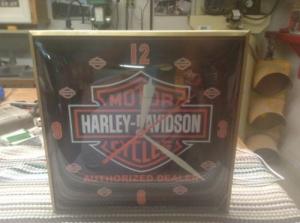 12
MOTOR
HARLEY-DAVIDSON
CYCLES
9
3
AUTHORIZED DEALER
6